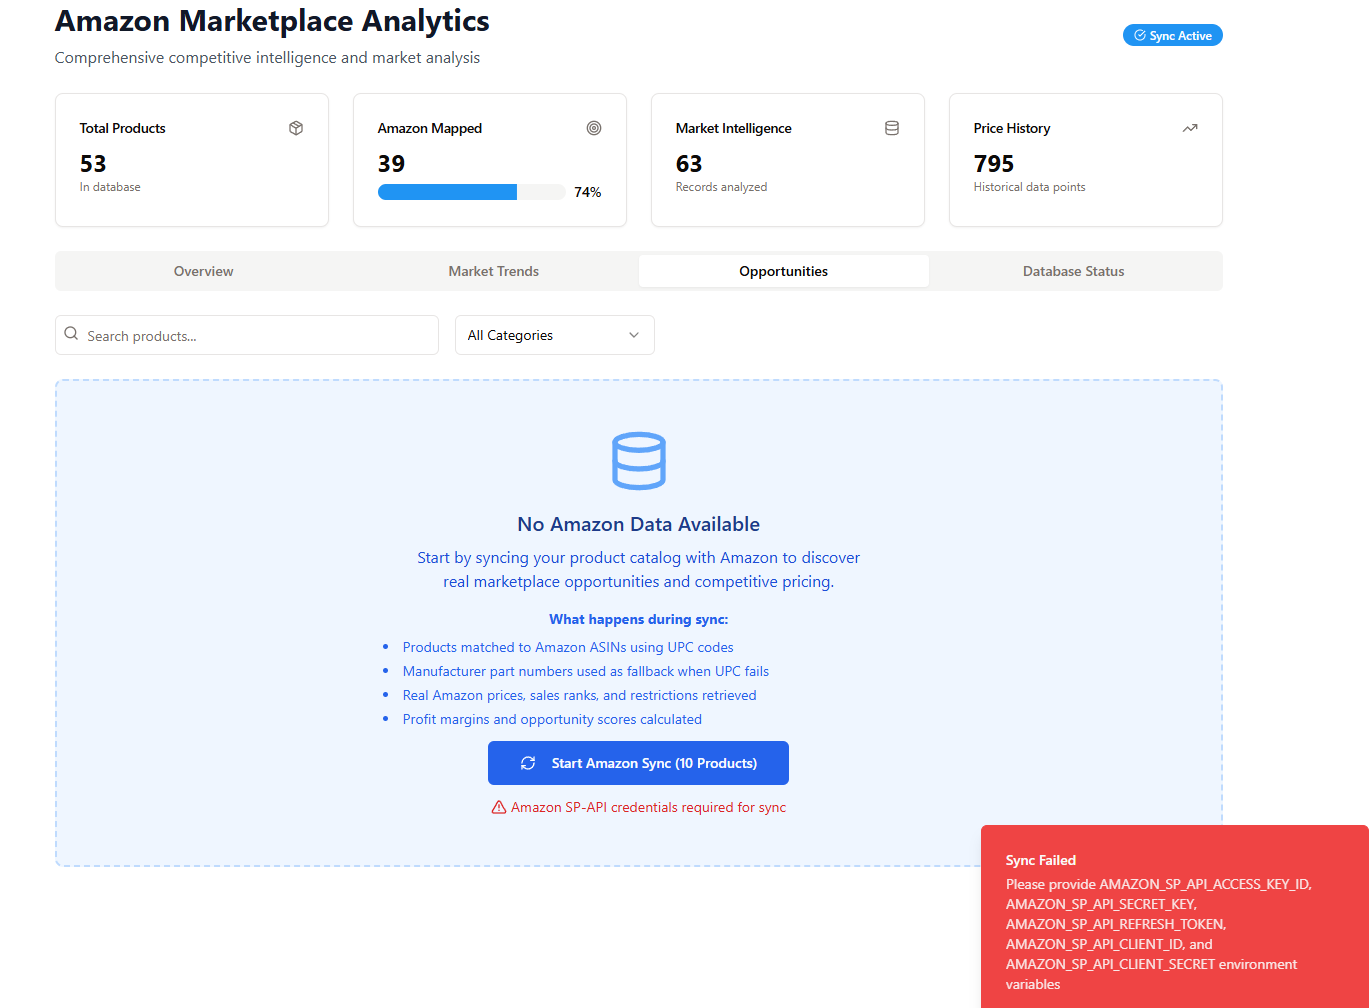 Amazon Marketplace Analytics
Comprehensive competitive intelligence and market analysis
Sync Active
Total Products
53
In database
Amazon Mapped
39
74%
Market Intelligence
63
Records analyzed
Price History
795
Historical data points
Overview
Market Trends
Opportunities
Database Status
Search products...
All Categories
No Amazon Data Available
Start by syncing your product catalog with Amazon to discover
real marketplace opportunities and competitive pricing.
What happens during sync:
• Products matched to Amazon ASINs using UPC codes
• Manufacturer part numbers used as fallback when UPC fails
• Real Amazon prices, sales ranks, and restrictions retrieved
• Profit margins and opportunity scores calculated
Start Amazon Sync (10 Products)
Amazon SP-API credentials required for sync
Sync Failed
Please provide AMAZON_SP_API_ACCESS_KEY_ID,
AMAZON_SP_API_SECRET_KEY,
AMAZON_SP_API_REFRESH_TOKEN,
AMAZON_SP_API_CLIENT_ID, and
AMAZON_SP_API_CLIENT_SECRET environment
variables